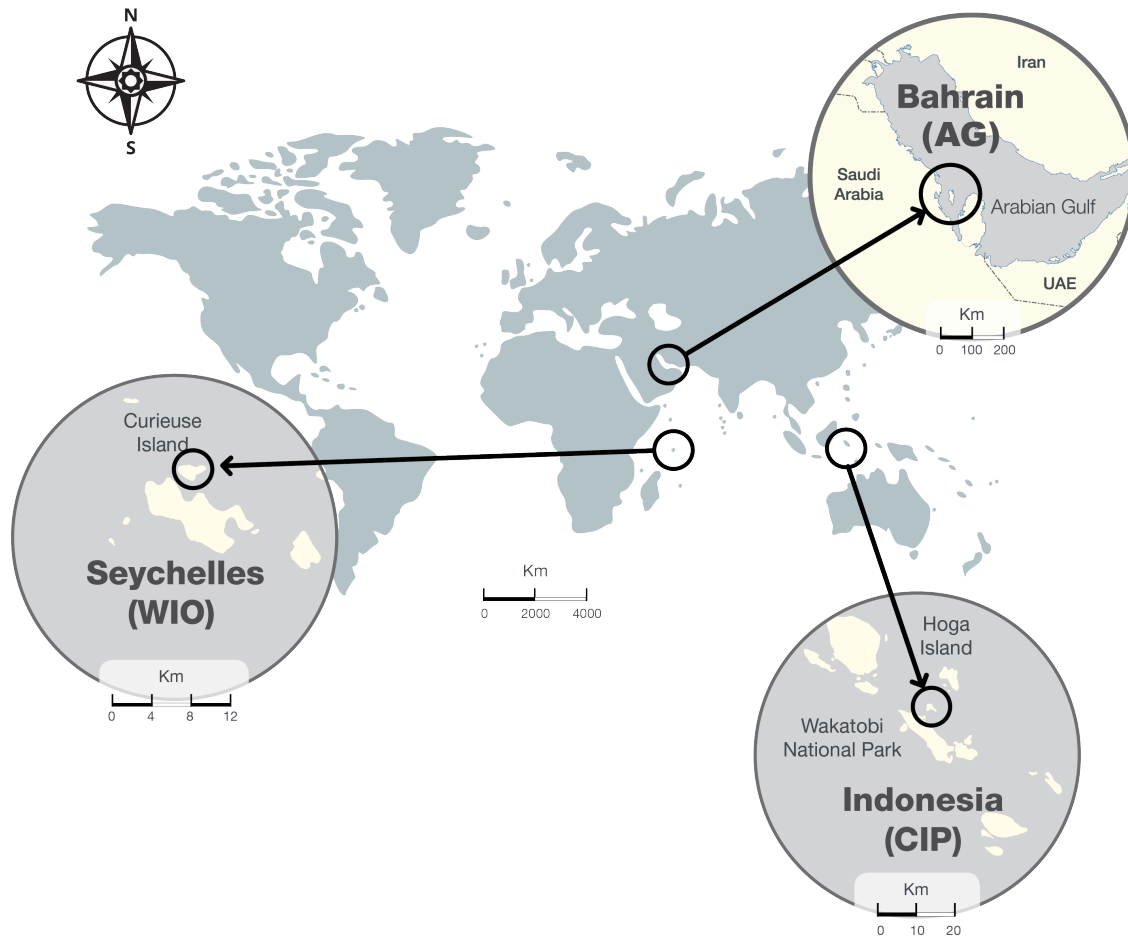 N
S
Iran
Bahrain
(AG)
Saudi
Arabia
Arabian Gulf
UAE
Km
0 100 200
Curieuse
Island
Seychelles
(WIO)
Km
0 4 8 12
Km
0 2000 4000
Hoga
Island
Wakatobi
National Park
Indonesia
(CIP)
Km
0 10 20